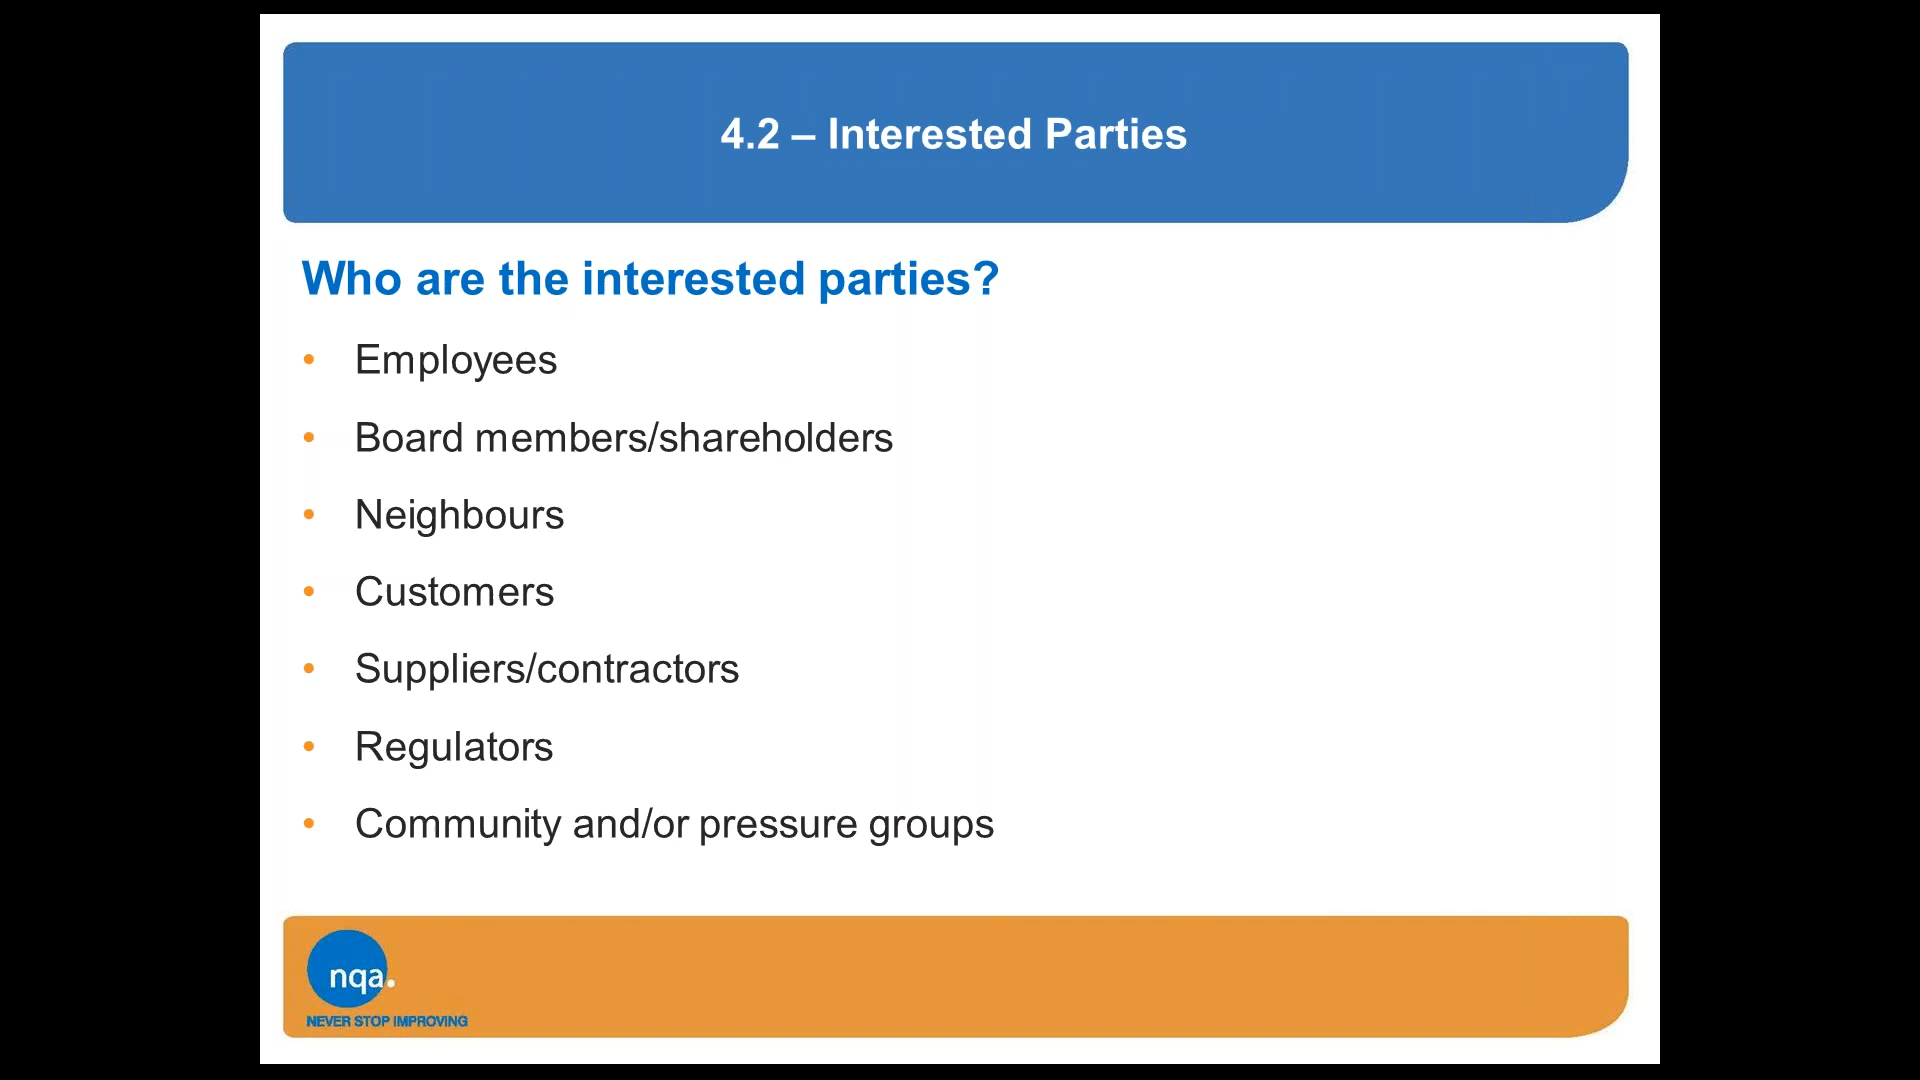 4.2 – Interested Parties
Who are the interested parties?
• Employees
• Board members/shareholders
• Neighbours
• Customers
• Suppliers/contractors
• Regulators
• Community and/or pressure groups
nqa.
NEVER STOP IMPROVING